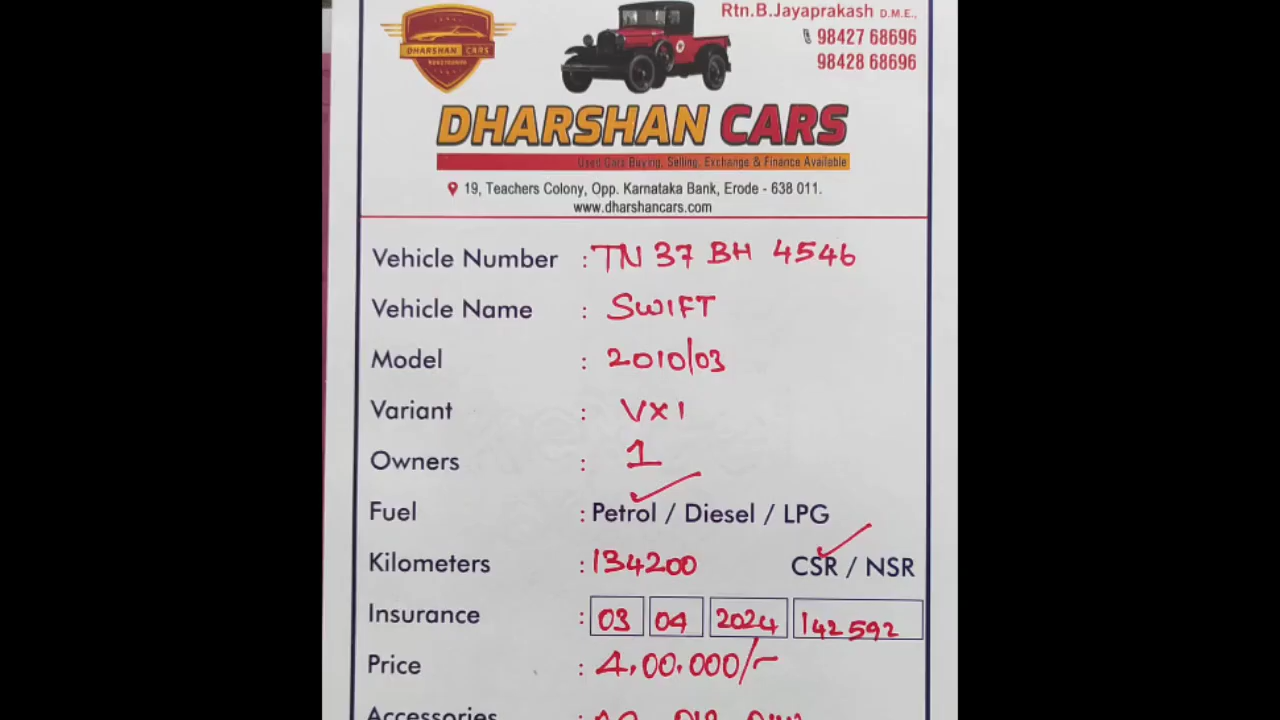 Rtn.B.Jayaprakash D.M.E.,
98427 68696
98428 68696
DHARSHAN CARS
DHARSHAN CARS
Used Cars Buying, Selling, Exchange & Finance Available
19, Teachers Colony, Opp. Karnataka Bank, Erode - 638 011.
www.dharshancars.com
Vehicle Number : TN 37 BH 4546
Vehicle Name : SWIFT
Model : 2010/03
Variant : VXI
Owners : 1
Fuel : Petrol / Diesel / LPG
Kilometers : 134200 CSR / NSR
Insurance : 03 04 2024 142592
Price : 4,00,000/-
Accessories